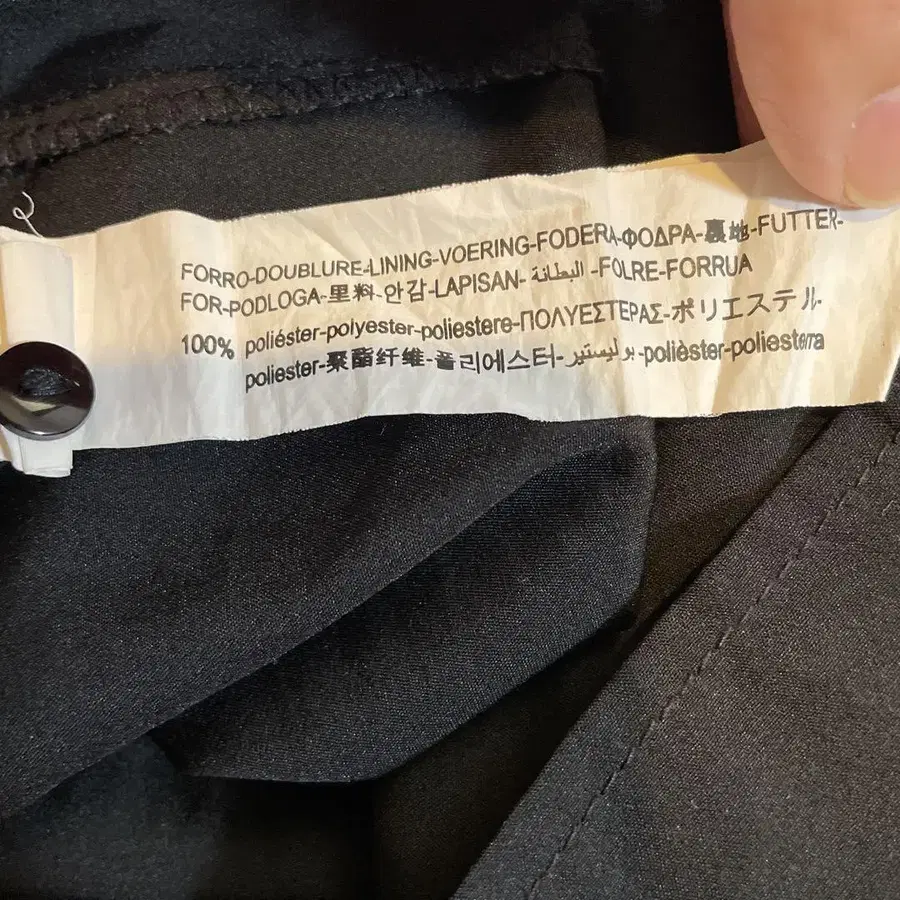 FORRO-DOUBLURE-LINING-VOERING-FODERA-ΦΟΔΡΑ-裏地-FUTTER-
FOR-PODLOGA-里料-안감-LAPISAN- البطانة -FOLRE-FORRUA
100% poliéster-polyester-poliestere-ΠΟΛΥΕΣΤΕΡΑΣ-ポリエステル-
poliester-聚酯纤维-폴리에스터-بوليستير-polièster-poliesterra